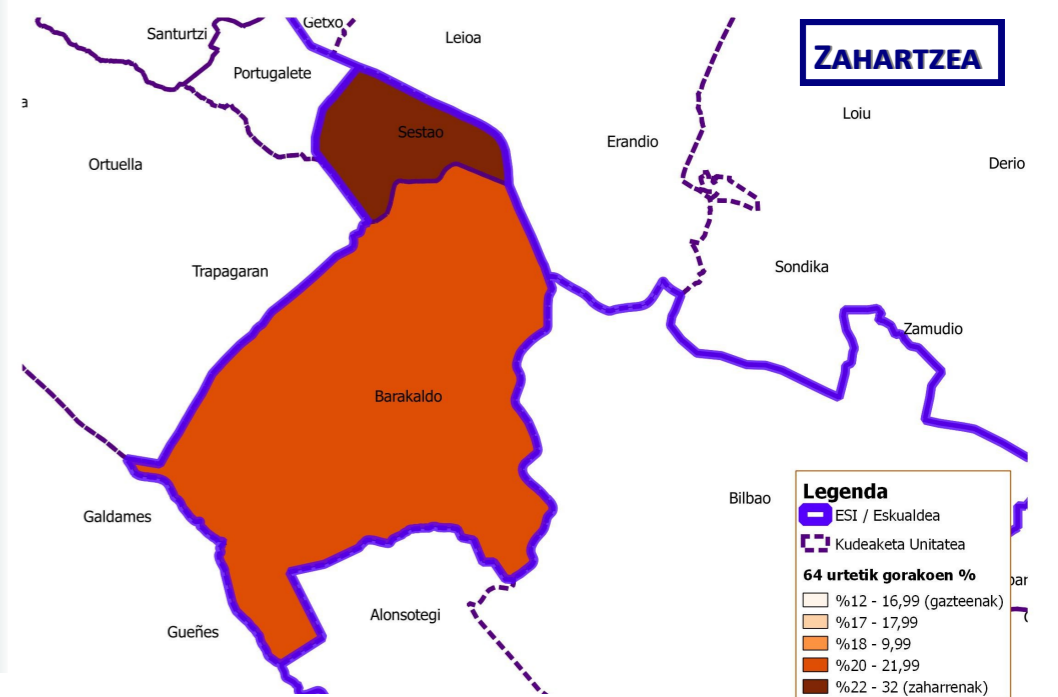 Getxo
Santurtzi
Leioa
ZAHARTZEA
Portugalete
a
Loiu
Sestao
Erandio
Ortuella
Derio
Trapagaran
Sondika
Zamudio
Barakaldo
Bilbao
Galdames
Alonsotegi
Gueñes
Legenda
ESI / Eskualdea
Kudeaketa Unitatea
64 urtetik gorakoen %
%12 - 16,99 (gazteenak)
%17 - 17,99
%18 - 9,99
%20 - 21,99
%22 - 32 (zaharrenak)